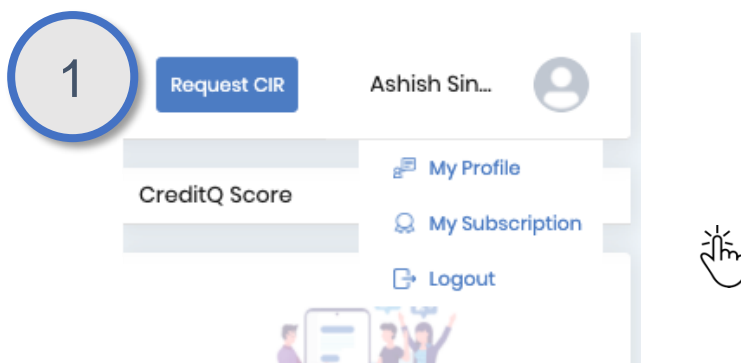 1
Request CIR
Ashish Sin...
My Profile
CreditQ Score
My Subscription
Logout